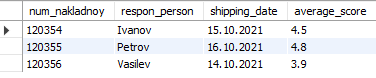 num_nakladnoy respon_person shipping_date average_score
120354 Ivanov 15.10.2021 4.5
120355 Petrov 16.10.2021 4.8
120356 Vasilev 14.10.2021 3.9